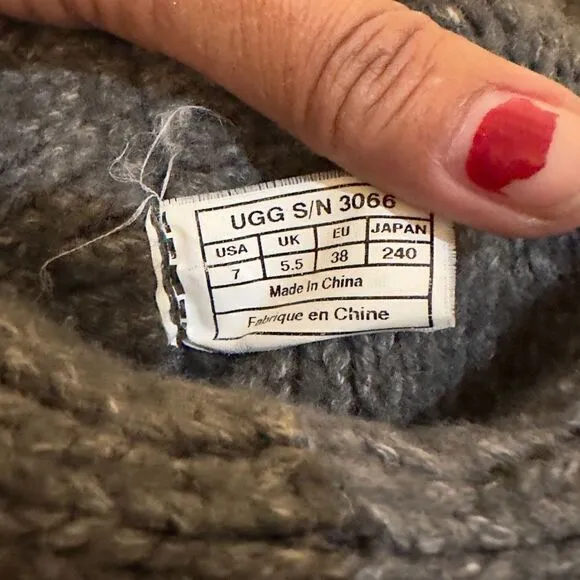 UGG S/N 3066
USA UK EU JAPAN
7 5.5 38 240
Made In China
Fabrique en Chine